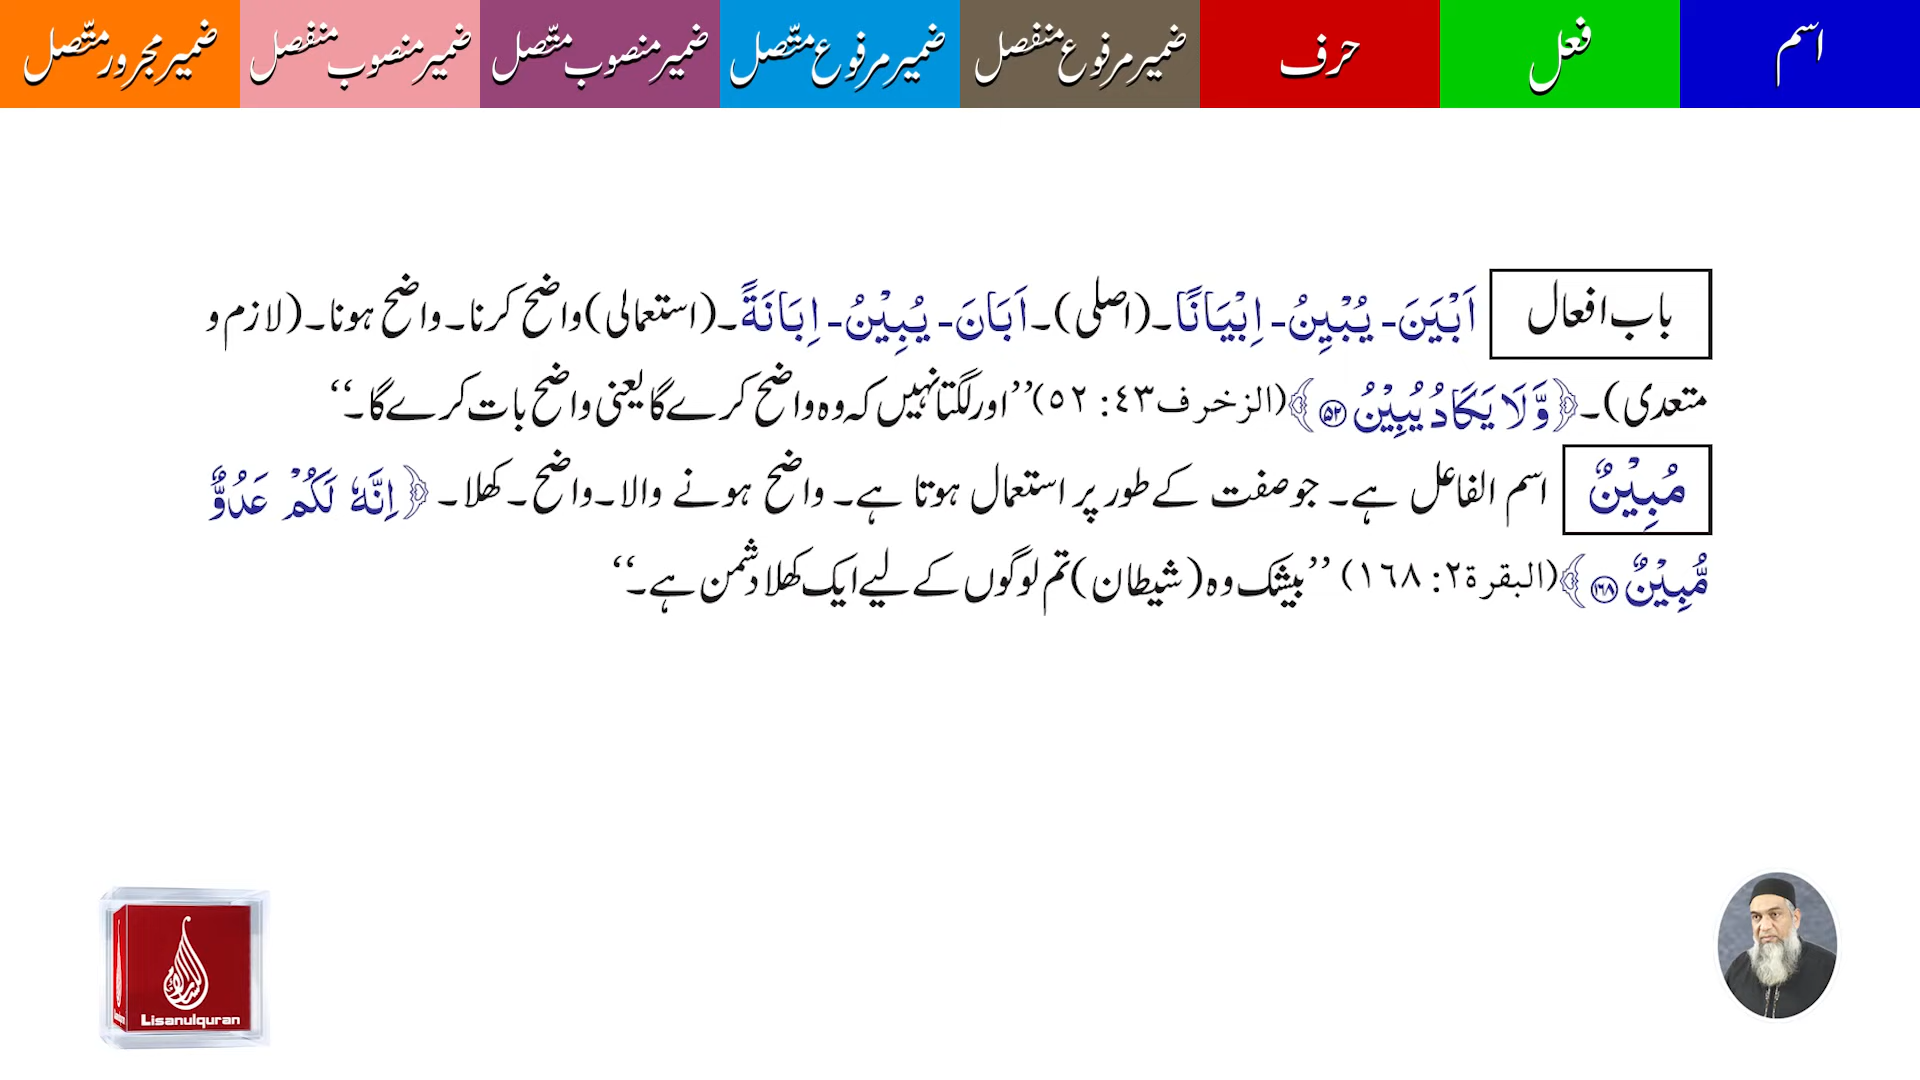 اسم
فعل
حرف
ضمیر مرفوع منفصل
ضمیر مرفوع متّصل
ضمیر منصوب متّصل
ضمیر منصوب منفصل
ضمیر مجرور متّصل
باب افعال اَبْيَنَ۔ يُبْيِنُ۔ اِبْيَانًا۔(اصلی)۔اَبَانَ۔ يُبِيْنُ۔ اِبَانَةً۔(استعمالی)واضح کرنا۔واضح ہونا۔(لازم و
متعدی)۔﴿وَّلَا يَكَادُ يُبِيْنُ ۵۲﴾(الزخرف۴۳: ۵۲)’’اور لگتا نہیں کہ وہ واضح کرے گا یعنی واضح بات کرے گا۔‘‘
مُبِيْنٌ اسم الفاعل ہے۔ جو صفت کے طور پر استعمال ہوتا ہے۔ واضح ہونے والا۔واضح۔ کھلا۔﴿اِنَّهٗ لَكُمْ عَدُوٌّ
مُّبِيْنٌ ۱۶۸﴾(البقرة۲: ۱۶۸) ’’بیشک وہ (شیطان) تم لوگوں کے لیے ایک کھلا دشمن ہے۔‘‘
Lisanulquran